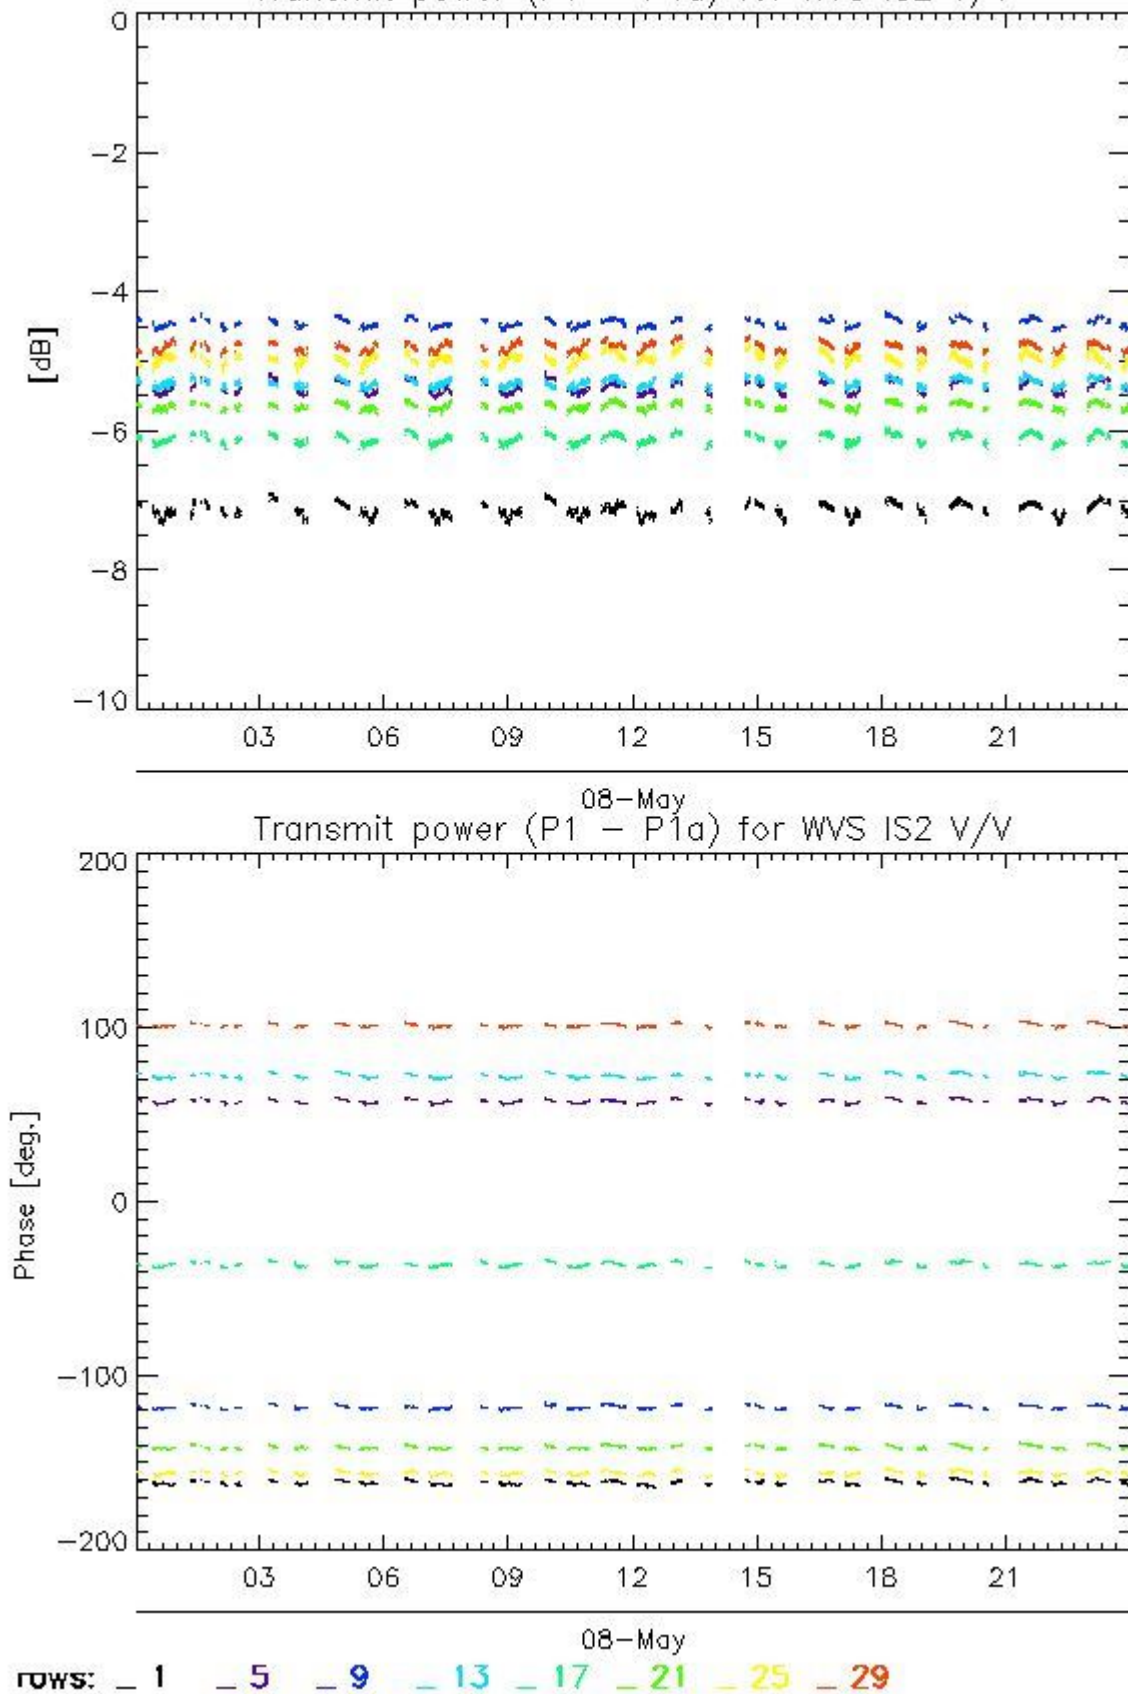 0
-2
-4
[dB]
-6
-8
-10
03 06 09 12 15 18 21
08-May
Transmit power (P1 - P1a) for WVS IS2 V/V
200
100
Phase [deg.]
0
-100
-200
03 06 09 12 15 18 21
08-May
rows: _ 1 _ 5 _ 9 _ 13 _ 17 _ 21 _ 25 _ 29